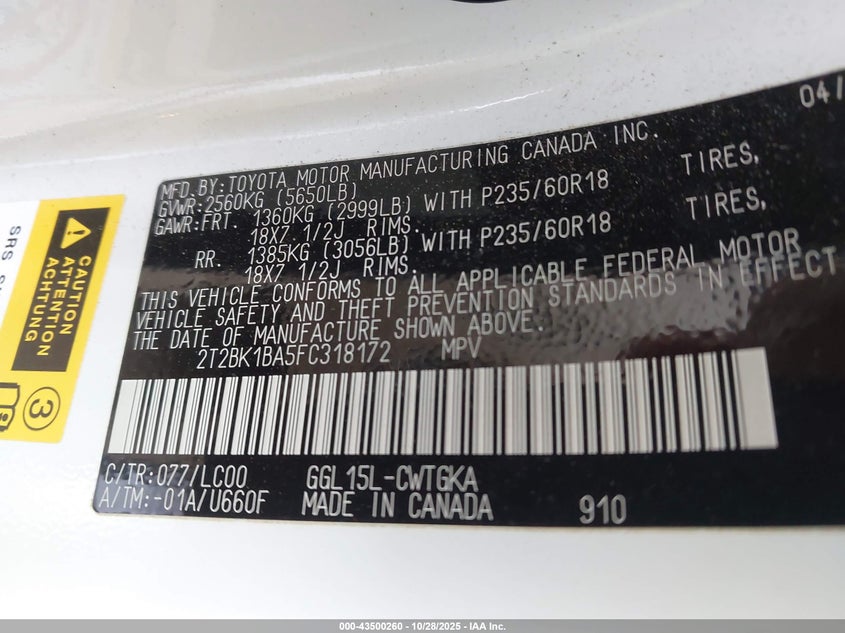 04/
MFD. BY: TOYOTA MOTOR MANUFACTURING CANADA INC.
GVWR: 2560KG (5650LB)
GAWR: FRT. 1360KG (2999LB) WITH P235/60R18 TIRES,
18X7 1/2J RIMS.
RR. 1385KG (3056LB) WITH P235/60R18 TIRES,
18X7 1/2J RIMS.
THIS VEHICLE CONFORMS TO ALL APPLICABLE FEDERAL MOTOR
VEHICLE SAFETY AND THEFT PREVENTION STANDARDS IN EFFECT
THE DATE OF MANUFACTURE SHOWN ABOVE.
2T2BK1BA5FC318172 MPV
C/TR: 077/LC00 GGL15L-CWTGKA
A/TM: -01A/U660F MADE IN CANADA 910
SRS
CAUTION
ATTENTION
ACHTUNG
3
000-43500260 - 10/28/2025 - IAA Inc.